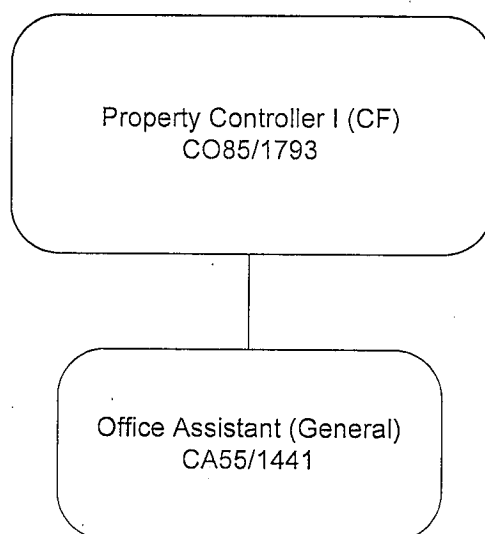 Property Controller I (CF)
CO85/1793
Office Assistant (General)
CA55/1441